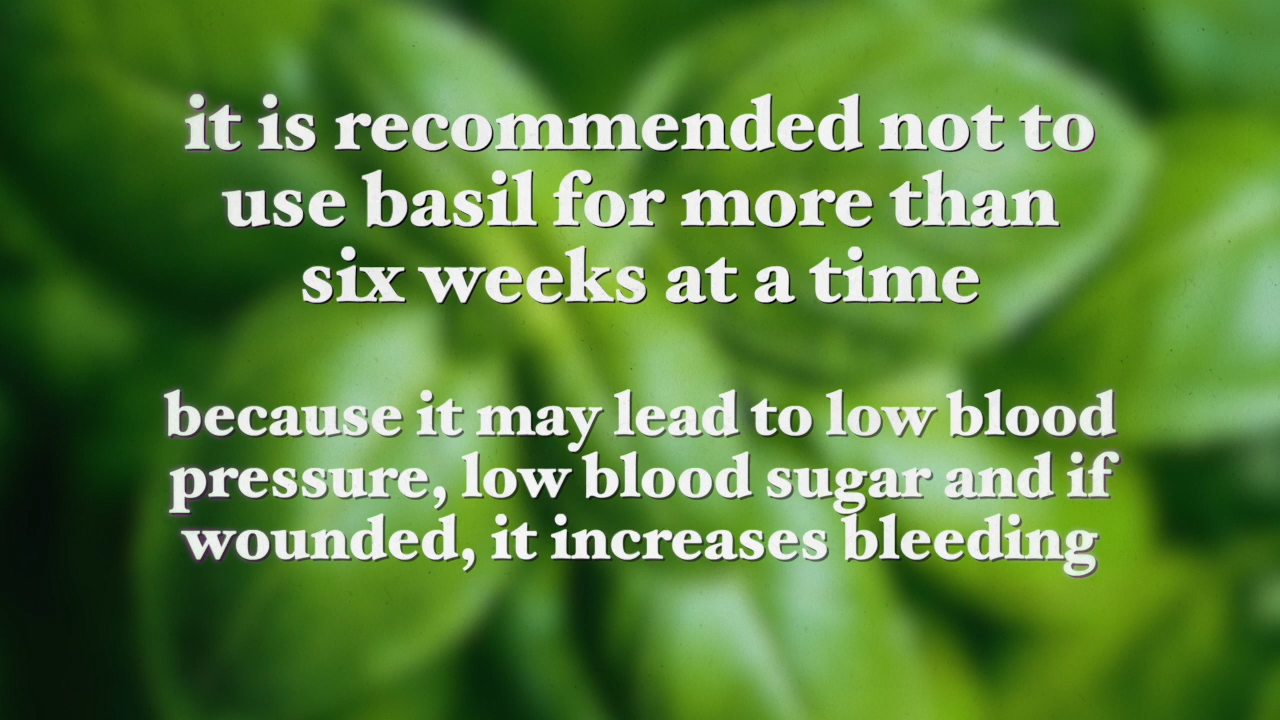 it is recommended not to
use basil for more than
six weeks at a time
because it may lead to low blood
pressure, low blood sugar and if
wounded, it increases bleeding